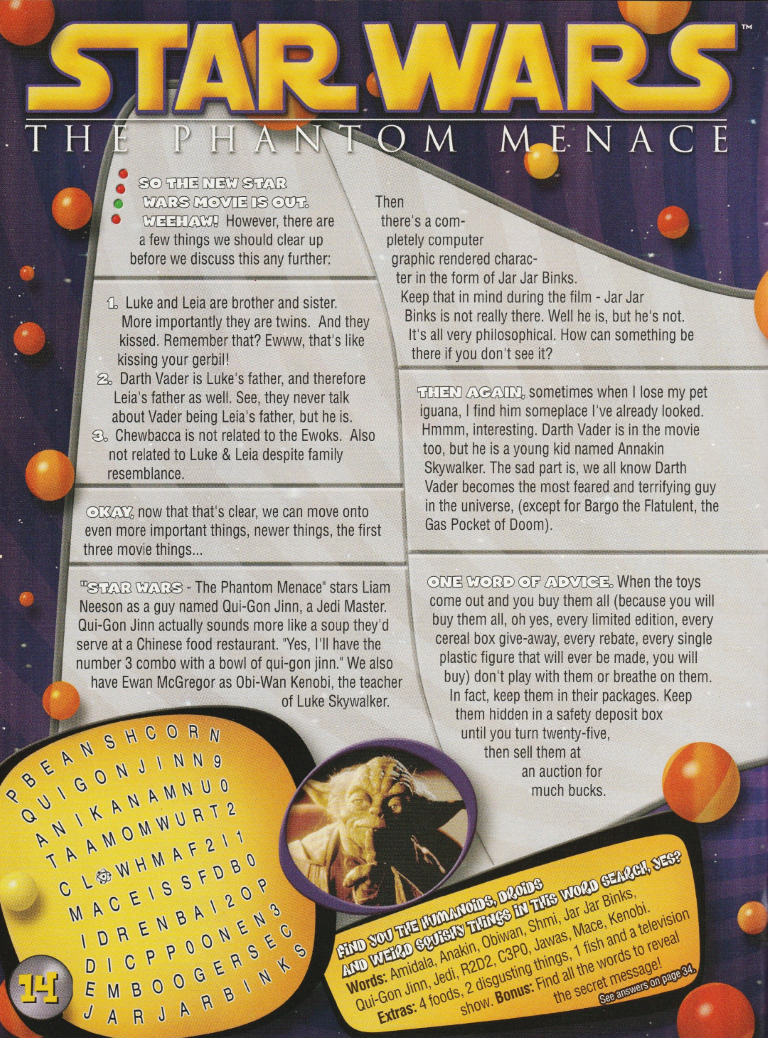 STAR WARS™
THE PHANTOM MENACE
SO THE NEW STAR
WARS MOVIE IS OUT.
WEEHAW! However, there are
a few things we should clear up
before we discuss this any further:
1. Luke and Leia are brother and sister.
More importantly they are twins. And they
kissed. Remember that? Ewww, that's like
kissing your gerbil!
2. Darth Vader is Luke's father, and therefore
Leia's father as well. See, they never talk
about Vader being Leia's father, but he is.
3. Chewbacca is not related to the Ewoks. Also
not related to Luke & Leia despite family
resemblance.
OKAY, now that that's clear, we can move onto
even more important things, newer things, the first
three movie things...
"STAR WARS - The Phantom Menace" stars Liam
Neeson as a guy named Qui-Gon Jinn, a Jedi Master.
Qui-Gon Jinn actually sounds more like a soup they'd
serve at a Chinese food restaurant. "Yes, I'll have the
number 3 combo with a bowl of qui-gon jinn." We also
have Ewan McGregor as Obi-Wan Kenobi, the teacher
of Luke Skywalker.
Then
there's a com-
pletely computer
graphic rendered charac-
ter in the form of Jar Jar Binks.
Keep that in mind during the film - Jar Jar
Binks is not really there. Well he is, but he's not.
It's all very philosophical. How can something be
there if you don't see it?
THEN AGAIN, sometimes when I lose my pet
iguana, I find him someplace I've already looked.
Hmmm, interesting. Darth Vader is in the movie
too, but he is a young kid named Annakin
Skywalker. The sad part is, we all know Darth
Vader becomes the most feared and terrifying guy
in the universe, (except for Bargo the Flatulent, the
Gas Pocket of Doom).
ONE WORD OF ADVICE. When the toys
come out and you buy them all (because you will
buy them all, oh yes, every limited edition, every
cereal box give-away, every rebate, every single
plastic figure that will ever be made, you will
buy) don't play with them or breathe on them.
In fact, keep them in their packages. Keep
them hidden in a safety deposit box
until you turn twenty-five,
then sell them at
an auction for
much bucks.
P B E A N S H C O R N
Q U I G O N J I N N 9
A N I K A N A M N U 0
T A A M O M W U R T 2
C L W H M A F 2 I 1
M A C E I S S F D B 0
I D R E N B A I 2 O P
D I C P P 0 O N E N 3
E M B O O G E R S E C
J A R J A R B I N K S
FIND YOU THE HUMANOIDS, DROIDS
AND WEIRD SQUISHY THINGS IN THIS WORD SEARCH, YES?
Words: Amidala, Anakin, Obiwan, Shmi, Jar Jar Binks,
Qui-Gon Jinn, Jedi, R2D2, C3P0, Jawas, Mace, Kenobi.
Extras: 4 foods, 2 disgusting things, 1 fish and a television
show. Bonus: Find all the words to reveal
the secret message!
See answers on page 34.
14